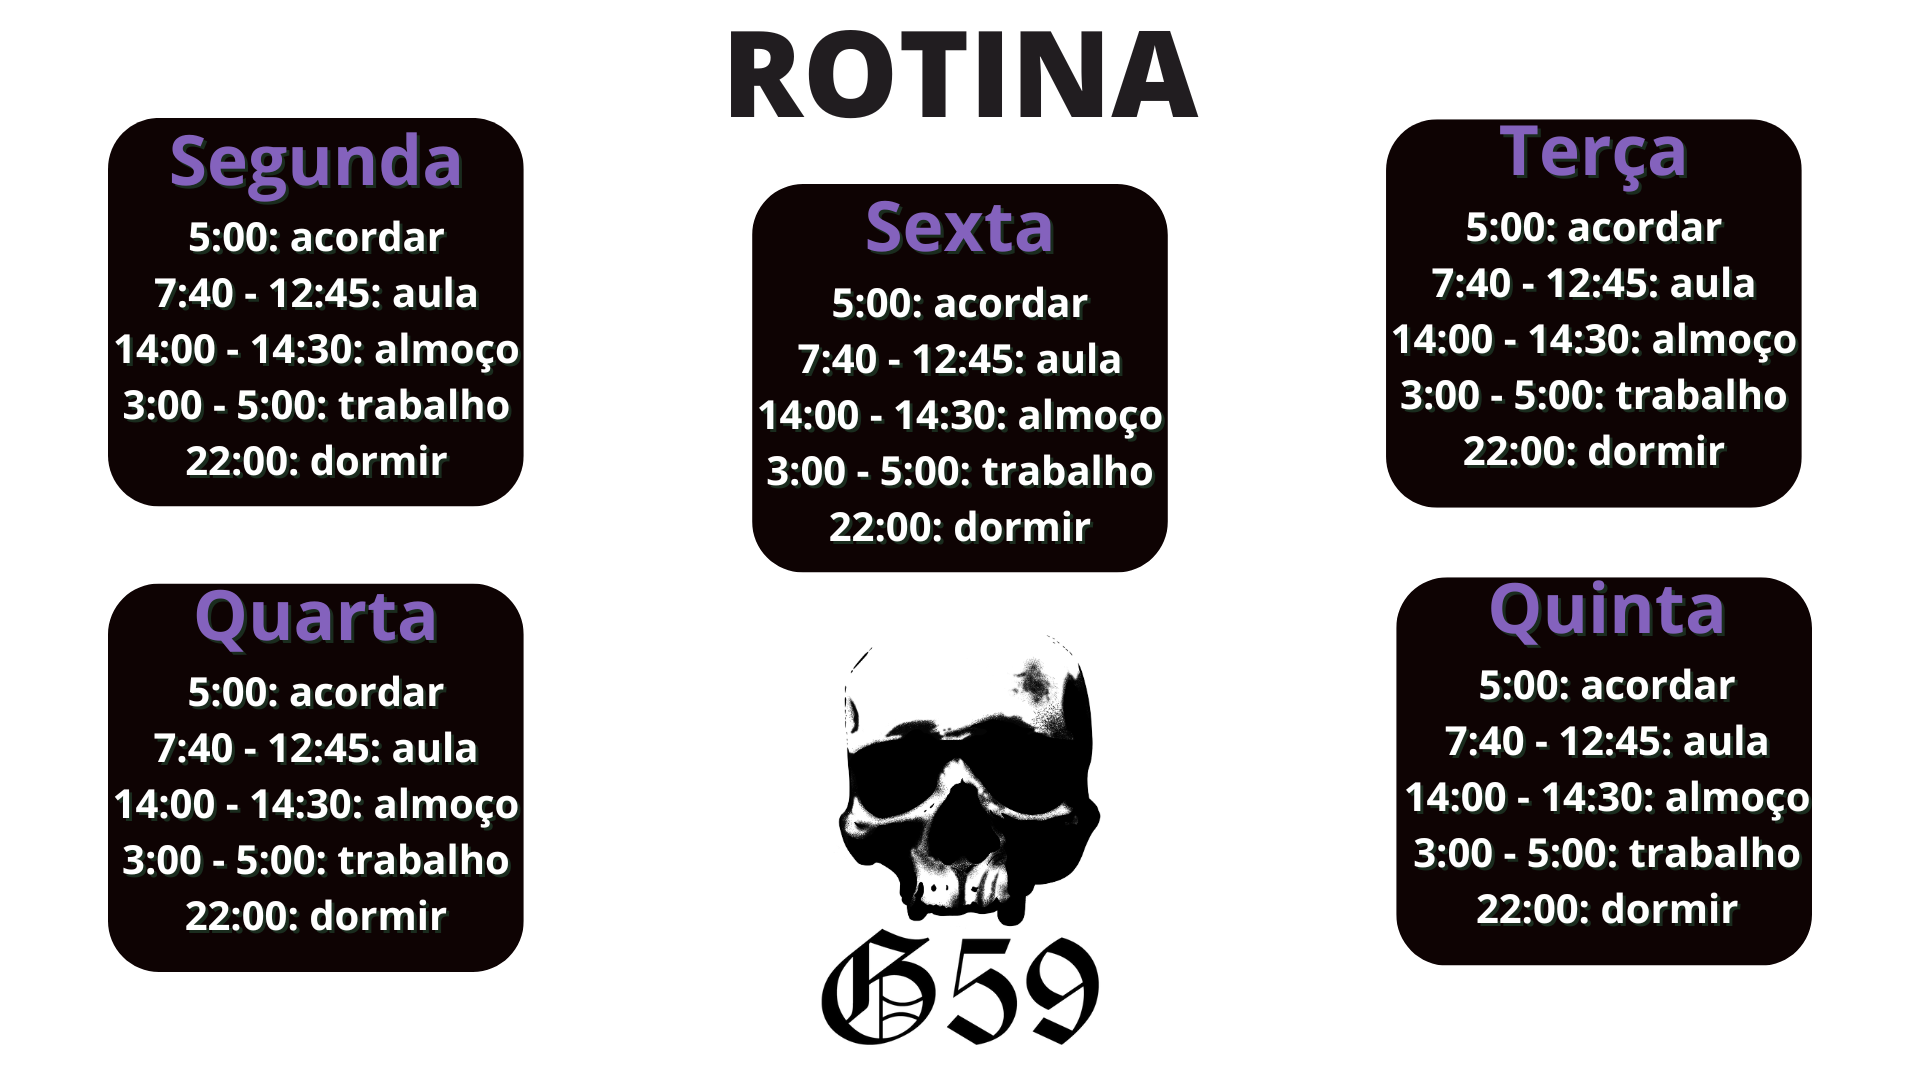 ROTINA
Segunda
5:00: acordar
7:40 - 12:45: aula
14:00 - 14:30: almoço
3:00 - 5:00: trabalho
22:00: dormir
Terça
5:00: acordar
7:40 - 12:45: aula
14:00 - 14:30: almoço
3:00 - 5:00: trabalho
22:00: dormir
Quarta
5:00: acordar
7:40 - 12:45: aula
14:00 - 14:30: almoço
3:00 - 5:00: trabalho
22:00: dormir
Quinta
5:00: acordar
7:40 - 12:45: aula
14:00 - 14:30: almoço
3:00 - 5:00: trabalho
22:00: dormir
Sexta
5:00: acordar
7:40 - 12:45: aula
14:00 - 14:30: almoço
3:00 - 5:00: trabalho
22:00: dormir
G59